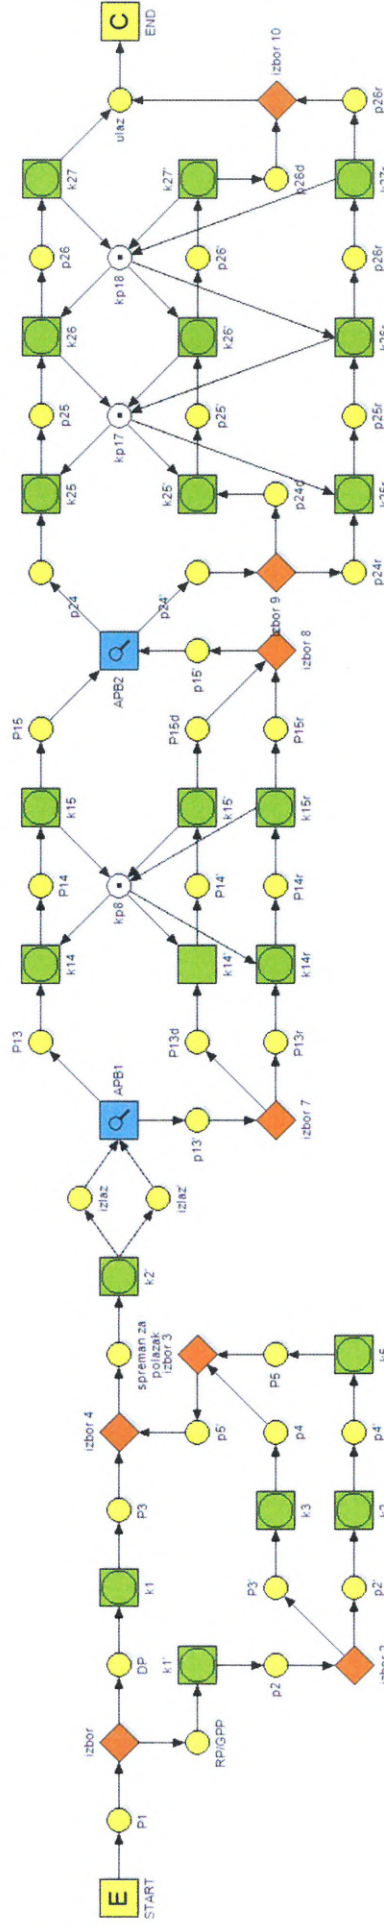 E
START
P1
izbor
DP
k1
P3
izbor 4
spreman za
polazak
k2'
izlaz
izlaz'
RP/GPP
k1'
p2
P3'
k3
p4
p2'
p4'
P5
izbor 3
p5'
APB1
P13
k14
P14
k15
P15
kp8
p13'
izbor 7
P13d
k14'
P14'
k15'
P15d
P13r
k14r
P14r
k15r
P15r
izbor 8
p15'
APB2
p24
k25
p25
k26
p26
k27
kp17
kp18
p24'
izbor 9
p24d
k25'
p25'
k26'
p26'
k27'
p26d
p24r
p25r
p26r
p26r
izbor 10
ulaz
C
END